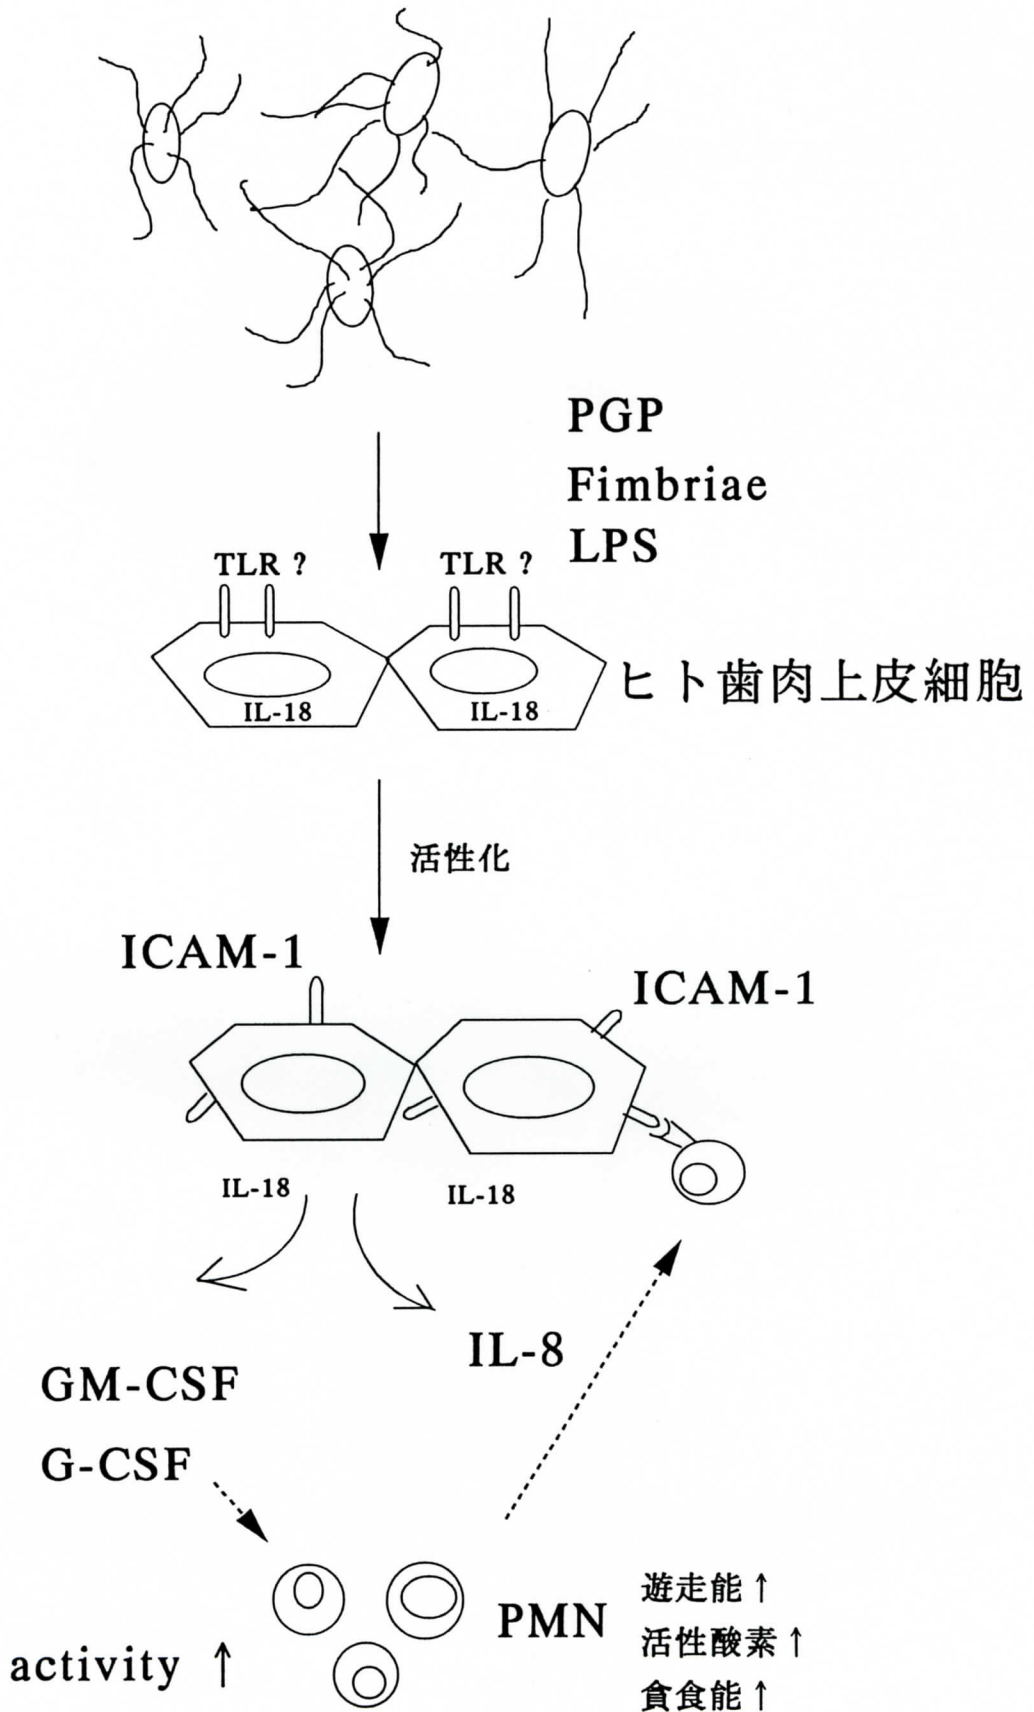 PGP
Fimbriae
LPS
TLR ?
TLR ?
IL-18
IL-18
ヒト歯肉上皮細胞
活性化
ICAM-1
ICAM-1
IL-18
IL-18
IL-8
GM-CSF
G-CSF
PMN
activity ↑
遊走能↑
活性酸素↑
貪食能↑